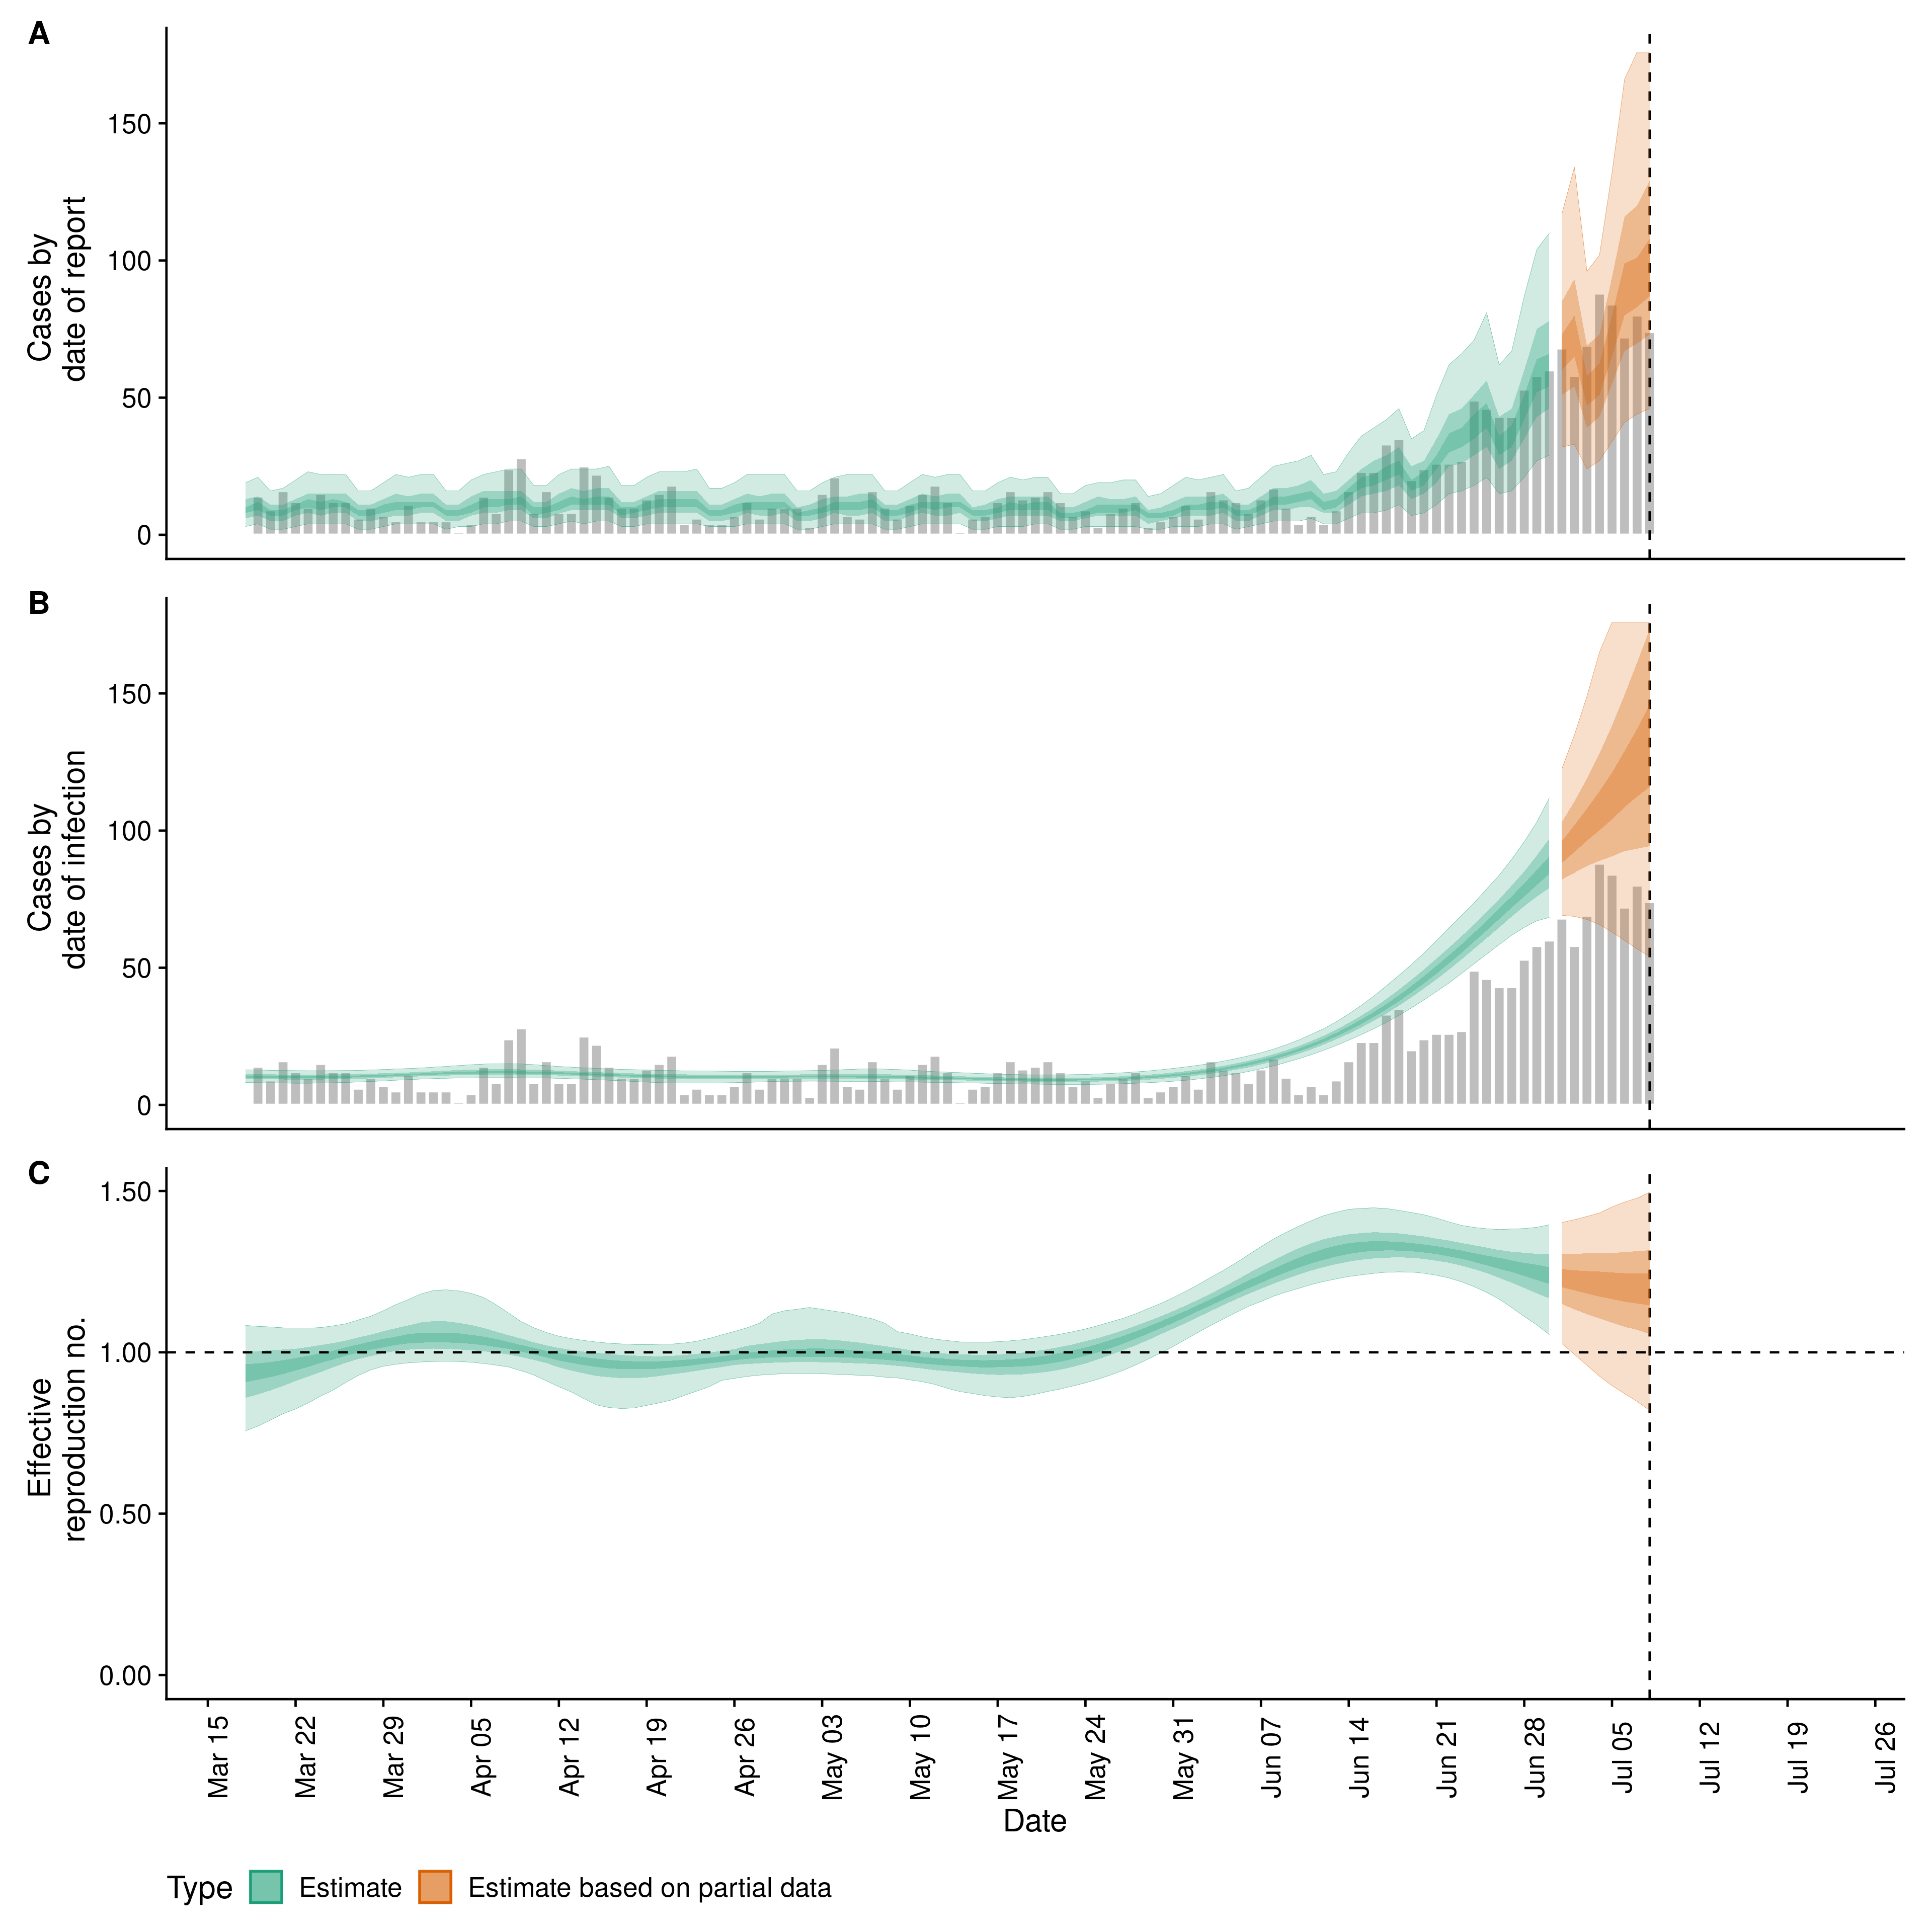 A
Cases by
date of report
150
100
50
0
B
Cases by
date of infection
150
100
50
0
C
Effective
reproduction no.
1.50
1.00
0.50
0.00
Mar 15
Mar 22
Mar 29
Apr 05
Apr 12
Apr 19
Apr 26
May 03
May 10
May 17
May 24
May 31
Jun 07
Jun 14
Jun 21
Jun 28
Jul 05
Jul 12
Jul 19
Jul 26
Date
Type Estimate Estimate based on partial data